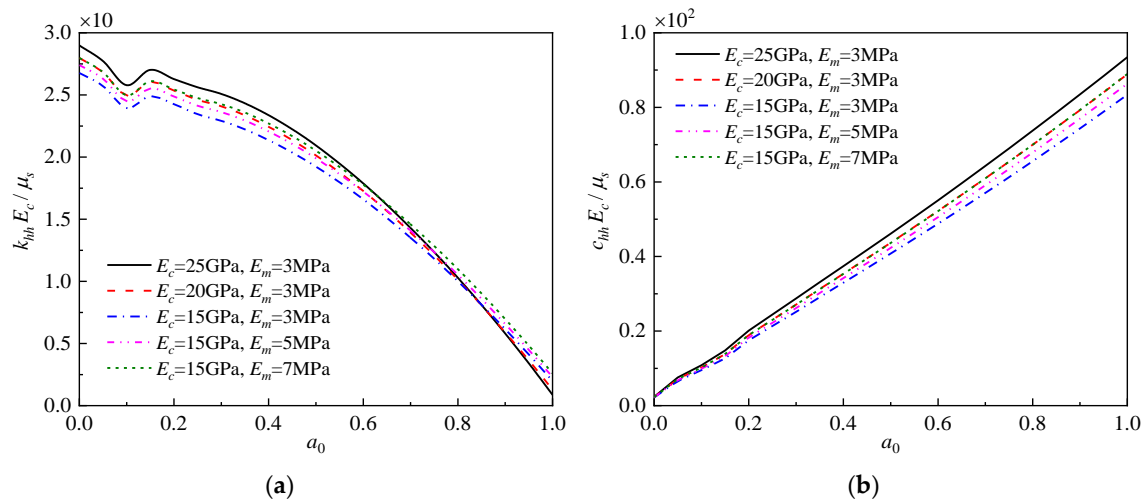 ×10
3.0
2.5
2.0
1.5
1.0
0.5
0.0
k_hh E_c / μ_s
E_c=25GPa, E_m=3MPa
E_c=20GPa, E_m=3MPa
E_c=15GPa, E_m=3MPa
E_c=15GPa, E_m=5MPa
E_c=15GPa, E_m=7MPa
0.0 0.2 0.4 0.6 0.8 1.0
a_0
(a)
×10^2
1.0
0.8
0.6
0.4
0.2
0.0
c_hh E_c / μ_s
E_c=25GPa, E_m=3MPa
E_c=20GPa, E_m=3MPa
E_c=15GPa, E_m=3MPa
E_c=15GPa, E_m=5MPa
E_c=15GPa, E_m=7MPa
0.0 0.2 0.4 0.6 0.8 1.0
a_0
(b)